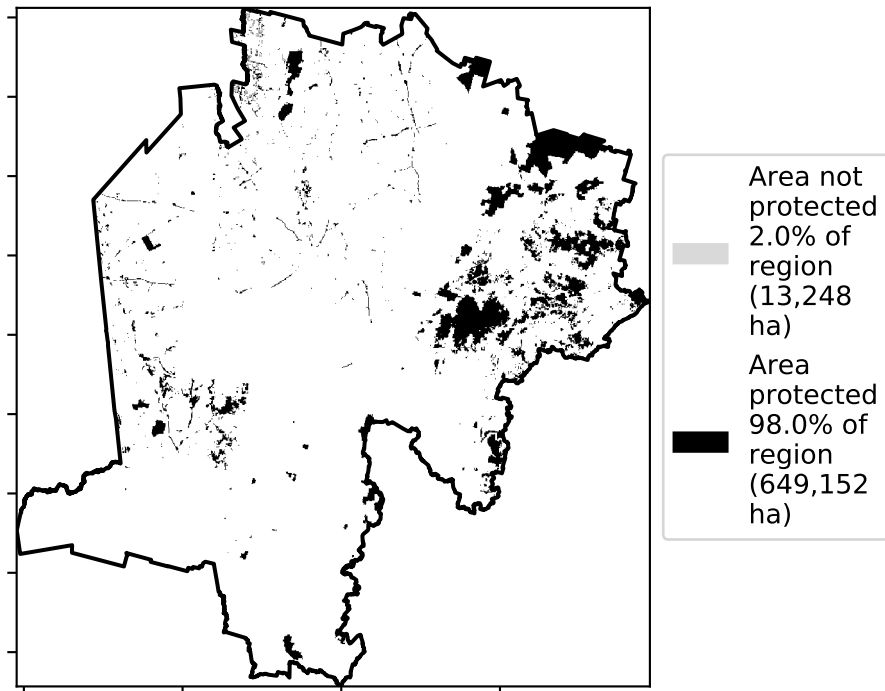 Area not
protected
2.0% of
region
(13,248
ha)
Area
protected
98.0% of
region
(649,152
ha)